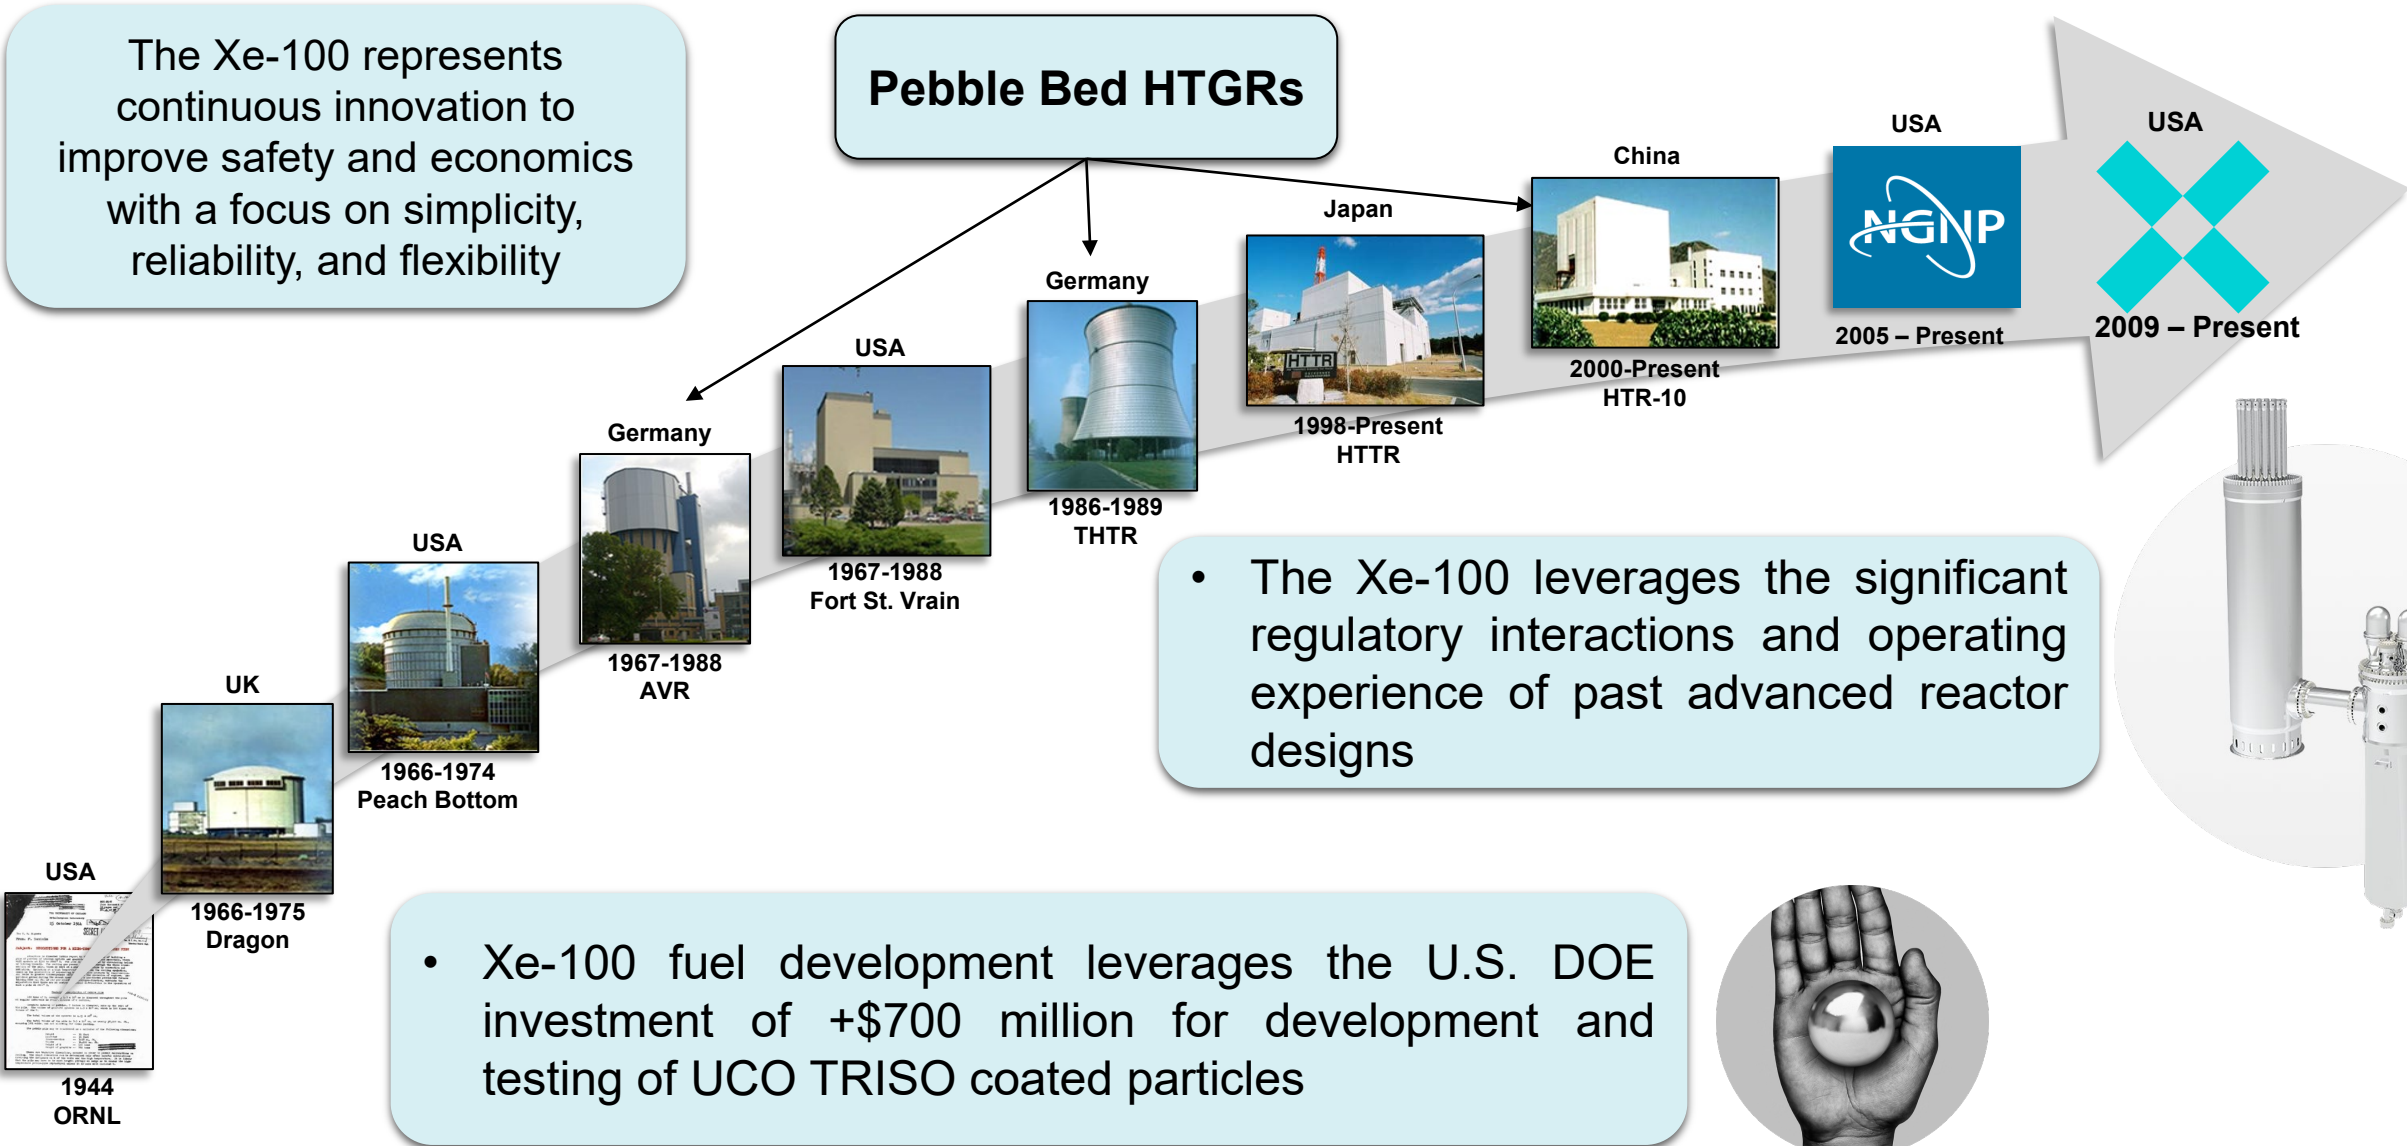 The Xe-100 represents
continuous innovation to
improve safety and economics
with a focus on simplicity,
reliability, and flexibility
Pebble Bed HTGRs
USA
1944
ORNL
UK
1966-1975
Dragon
USA
1966-1974
Peach Bottom
Germany
1967-1988
AVR
USA
1967-1988
Fort St. Vrain
Germany
1986-1989
THTR
Japan
HTTR
1998-Present
HTTR
China
2000-Present
HTR-10
USA
NGNP
2005 – Present
USA
2009 – Present
• The Xe-100 leverages the significant
regulatory interactions and operating
experience of past advanced reactor
designs
• Xe-100 fuel development leverages the U.S. DOE
investment of +$700 million for development and
testing of UCO TRISO coated particles